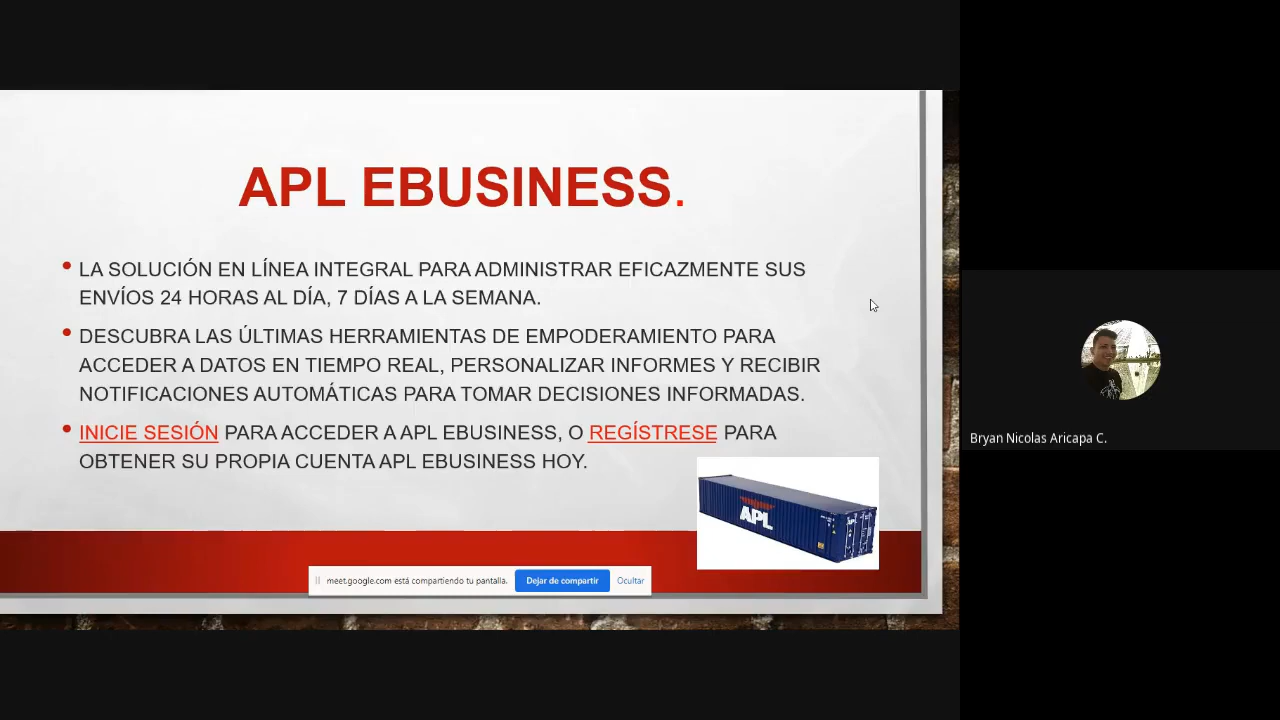 APL EBUSINESS.
• LA SOLUCIÓN EN LÍNEA INTEGRAL PARA ADMINISTRAR EFICAZMENTE SUS
ENVÍOS 24 HORAS AL DÍA, 7 DÍAS A LA SEMANA.
• DESCUBRA LAS ÚLTIMAS HERRAMIENTAS DE EMPODERAMIENTO PARA
ACCEDER A DATOS EN TIEMPO REAL, PERSONALIZAR INFORMES Y RECIBIR
NOTIFICACIONES AUTOMÁTICAS PARA TOMAR DECISIONES INFORMADAS.
• INICIE SESIÓN PARA ACCEDER A APL EBUSINESS, O REGÍSTRESE PARA
OBTENER SU PROPIA CUENTA APL EBUSINESS HOY.
APL
meet.google.com está compartiendo tu pantalla. Dejar de compartir Ocultar
Bryan Nicolas Aricapa C.